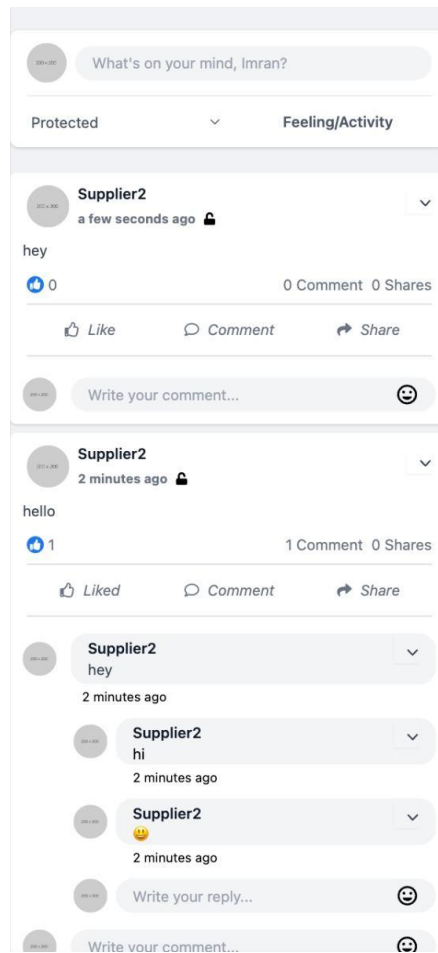 What's on your mind, Imran?
Protected Feeling/Activity
Supplier2
a few seconds ago
hey
0 0 Comment 0 Shares
Like Comment Share
Write your comment...
Supplier2
2 minutes ago
hello
1 1 Comment 0 Shares
Liked Comment Share
Supplier2
hey
2 minutes ago
Supplier2
hi
2 minutes ago
Supplier2
😃
2 minutes ago
Write your reply...
Write your comment...